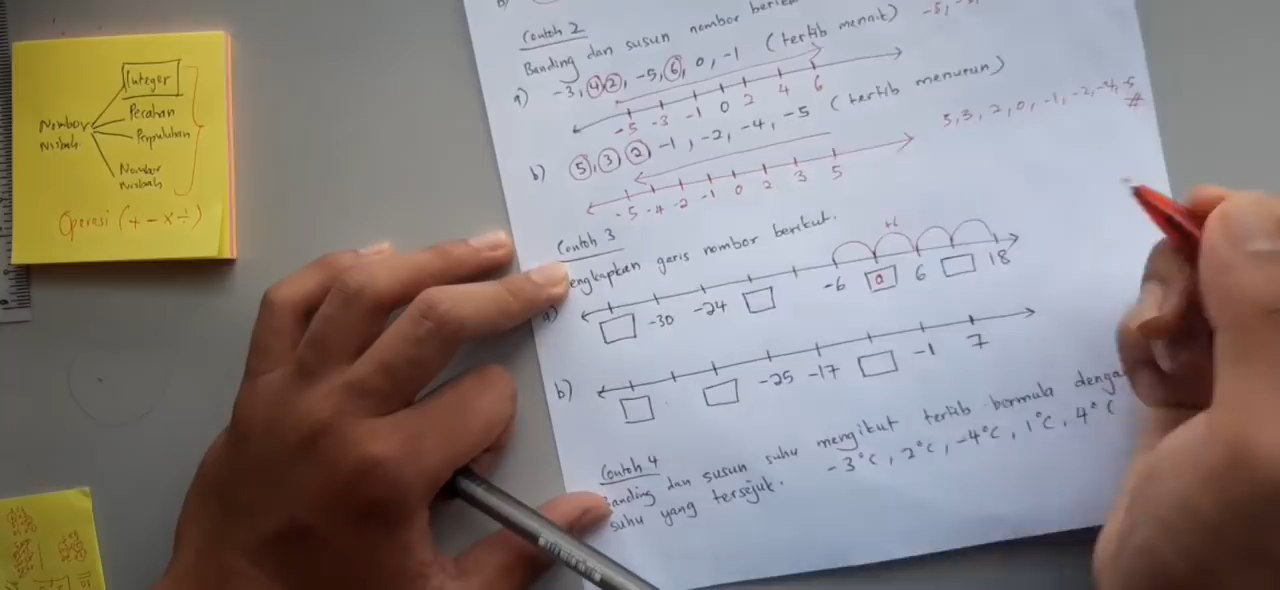 Integer
Nombor
Nisbah
Pecahan
Perpuluhan
Nombor
Nisbah
Operasi (+ - x ÷)
Contoh 2
Banding dan susun nombor
a) -3, 4, 2, -5, 6, 0, -1 (tertib menaik)
-5 -3 -1 0 2 4 6
b) 5, 3, 2, -1, -2, -4, -5 (tertib menurun)
5, 3, 2, 0, -1, -2, -4, -5 #
-5 -4 -2 -1 0 2 3 5
Contoh 3
engkapkan garis nombor berikut.
+6
-30 -24 -6 0 6 18
b)
-25 -17 -1 7
Contoh 4
Banding dan susun suhu mengikut tertib bermula
suhu yang tersejuk. -3°C, 2°C, -4°C, 1°C, 4°C